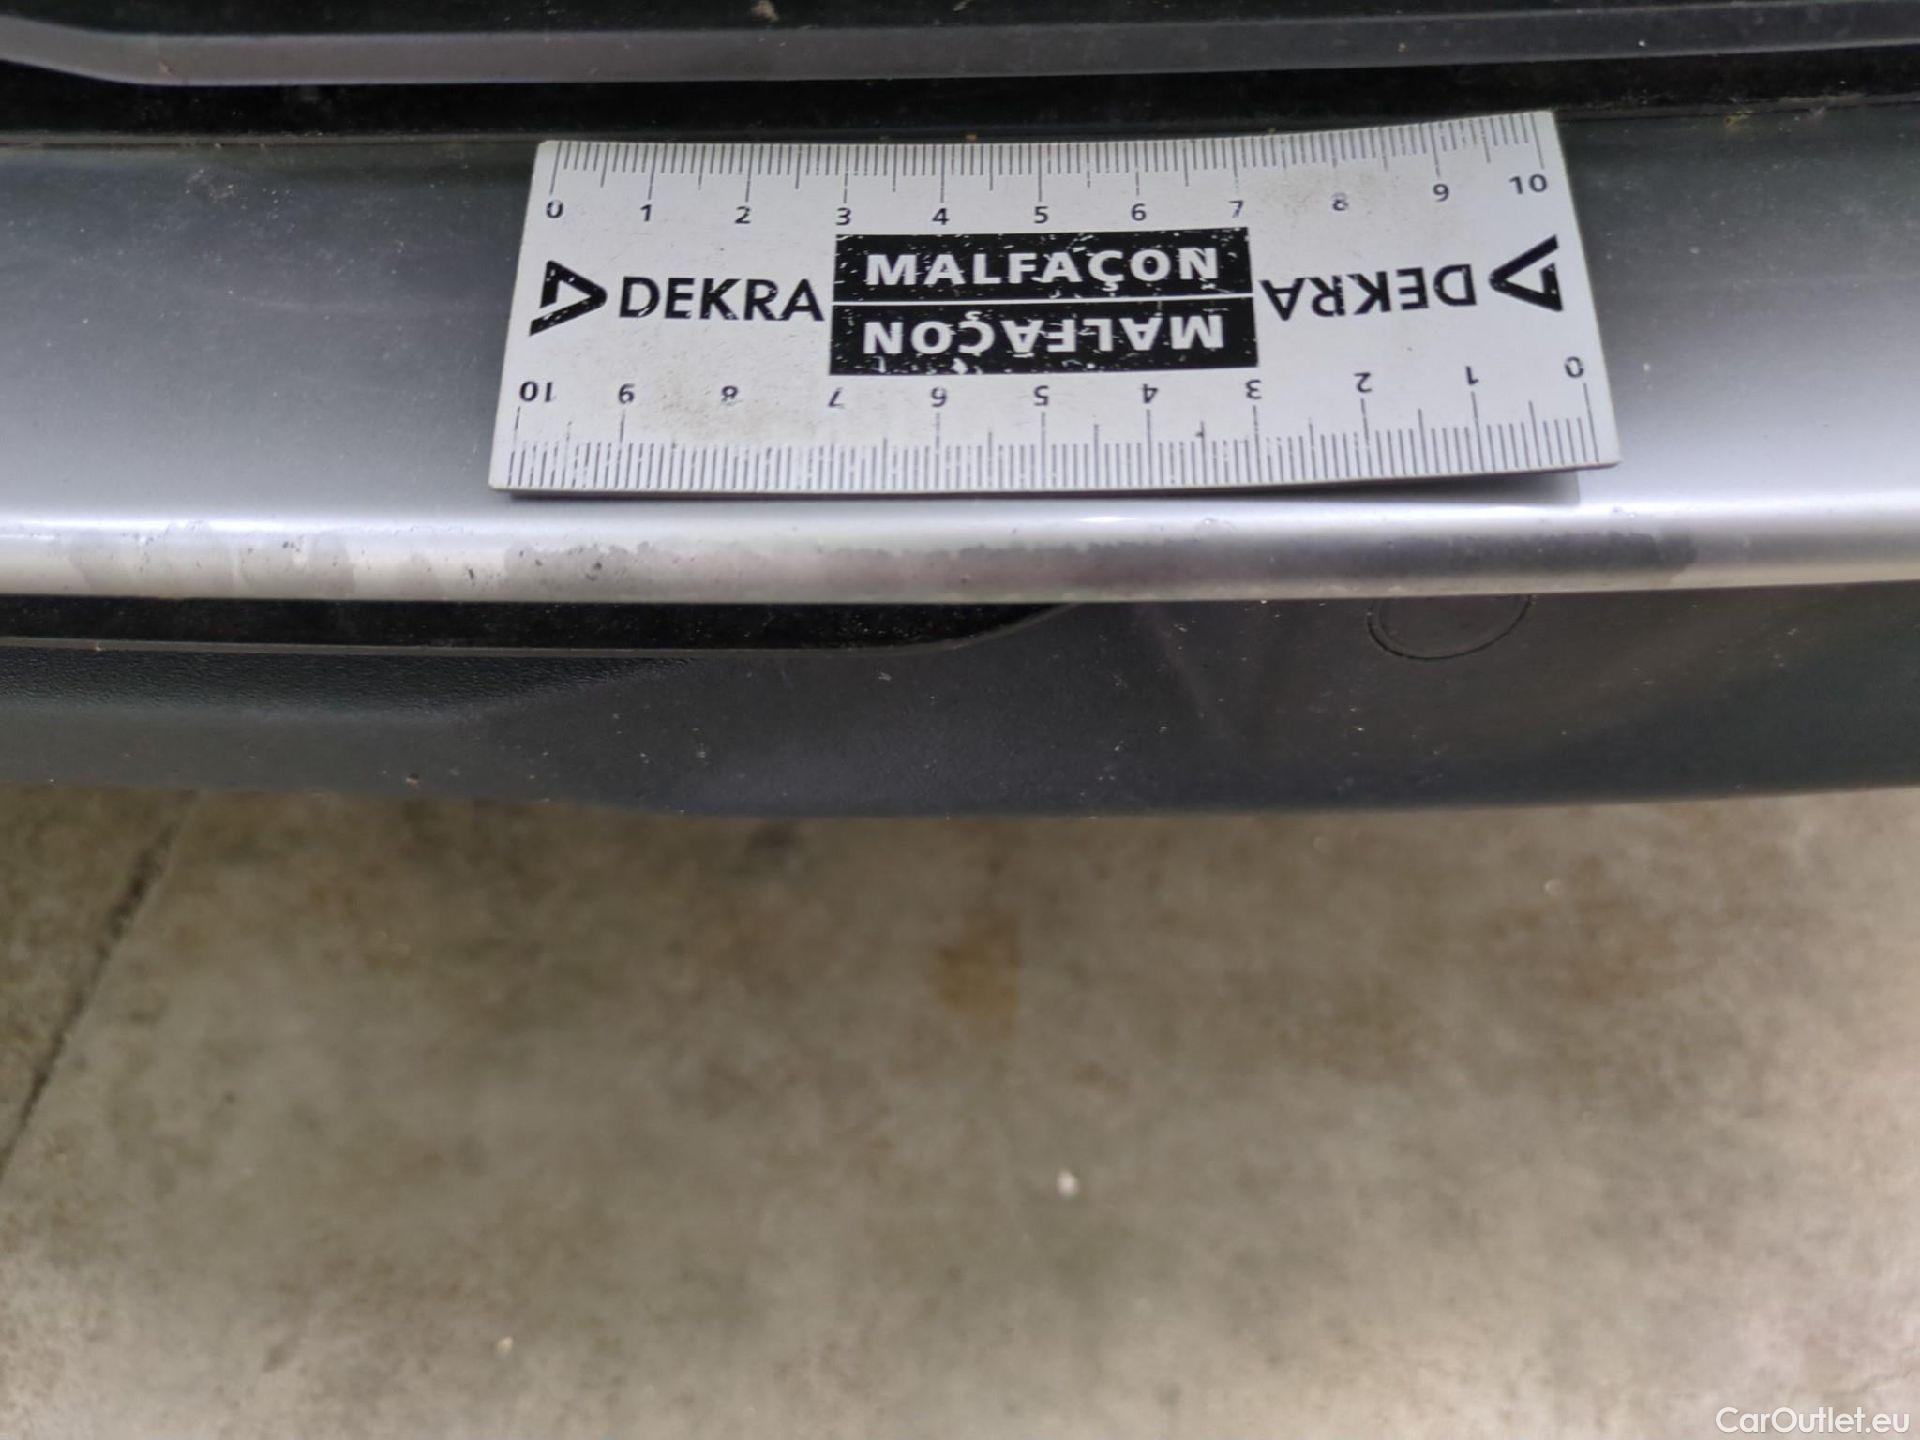 0 1 2 3 4 5 6 7 8 9 10
DEKRA MALFAÇON DEKRA
MALFAÇON
10 9 8 7 6 5 4 3 2 1 0
CarOutlet.eu